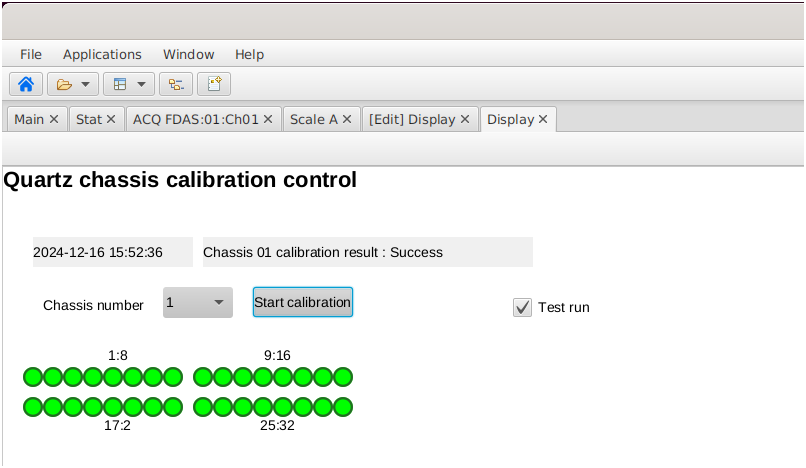 File Applications Window Help
Main Stat ACQ FDAS:01:Ch01 Scale A [Edit] Display Display
Quartz chassis calibration control
2024-12-16 15:52:36 Chassis 01 calibration result : Success
Chassis number 1 Start calibration Test run
1:8 9:16
17:2 25:32